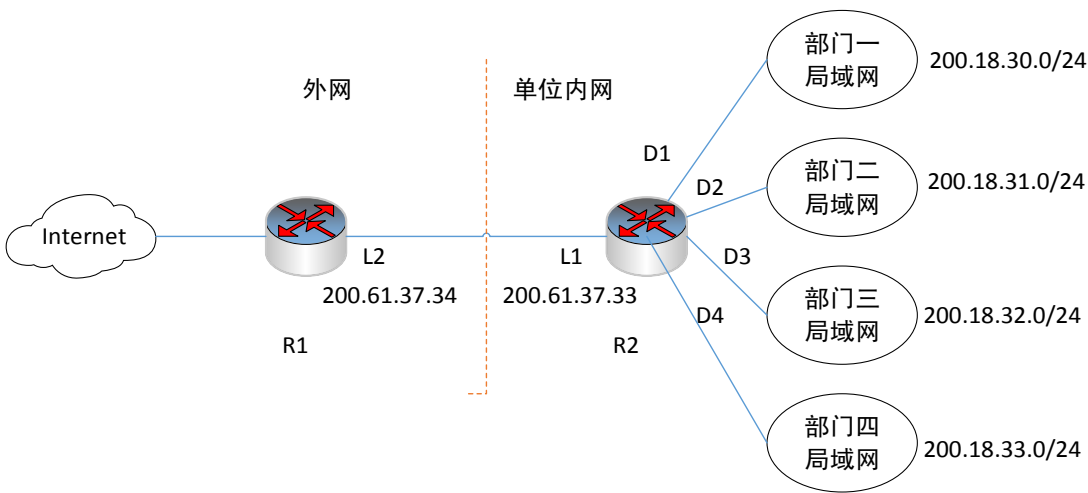 部门一
局域网
200.18.30.0/24
外网
单位内网
D1
部门二
局域网
200.18.31.0/24
D2
Internet
L2
L1
D3
200.61.37.34
200.61.37.33
D4
部门三
局域网
200.18.32.0/24
R1
R2
部门四
局域网
200.18.33.0/24